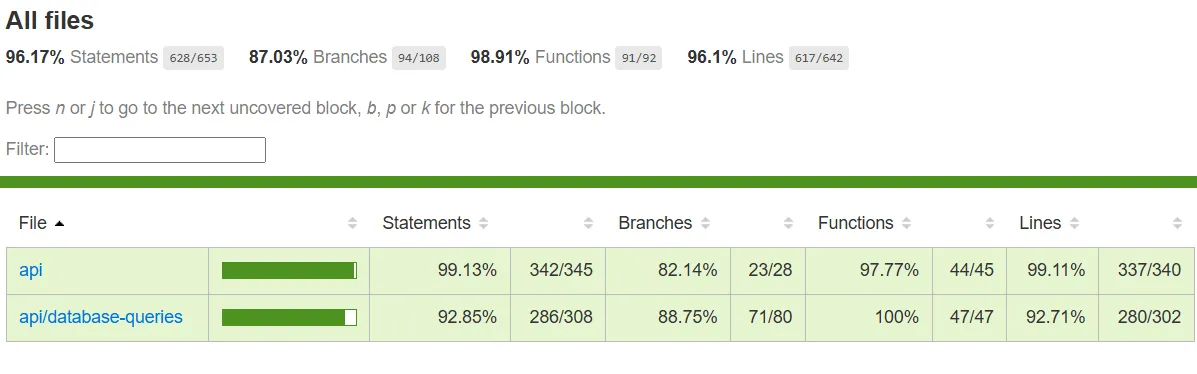 All files
96.17% Statements 628/653 87.03% Branches 94/108 98.91% Functions 91/92 96.1% Lines 617/642
Press n or j to go to the next uncovered block, b, p or k for the previous block.
Filter:
File Statements Branches Functions Lines
api 99.13% 342/345 82.14% 23/28 97.77% 44/45 99.11% 337/340
api/database-queries 92.85% 286/308 88.75% 71/80 100% 47/47 92.71% 280/302